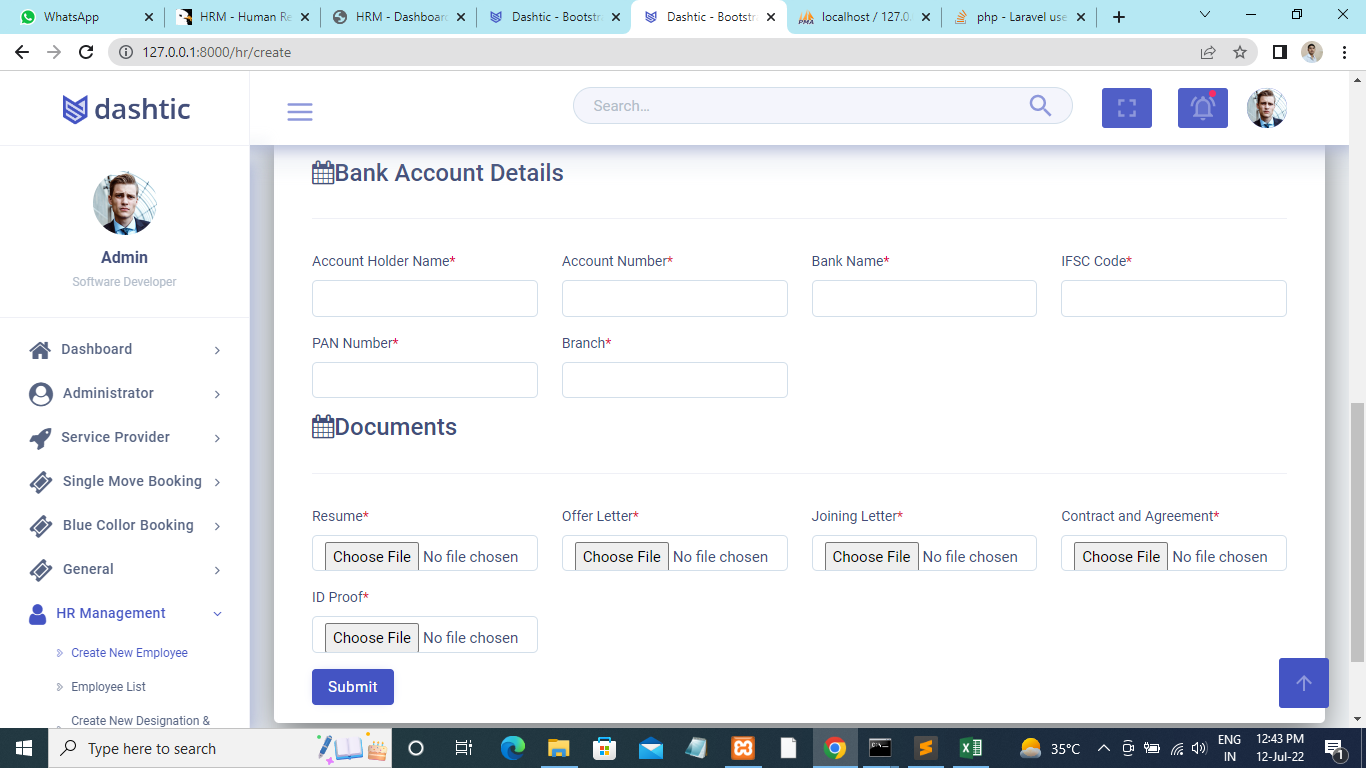 WhatsApp
HRM - Human Re
HRM - Dashboar
Dashtic - Bootstr
Dashtic - Bootstr
localhost / 127.0.
php - Laravel use
127.0.0.1:8000/hr/create
dashtic
Search...
Admin
Software Developer
Dashboard
Administrator
Service Provider
Single Move Booking
Blue Collor Booking
General
HR Management
Create New Employee
Employee List
Create New Designation &
Bank Account Details
Account Holder Name* Account Number* Bank Name* IFSC Code*
PAN Number* Branch*
Documents
Resume* Offer Letter* Joining Letter* Contract and Agreement*
Choose File No file chosen Choose File No file chosen Choose File No file chosen Choose File No file chosen
ID Proof*
Choose File No file chosen
Submit
Type here to search
35°C
ENG
IN
12:43 PM
12-Jul-22
1